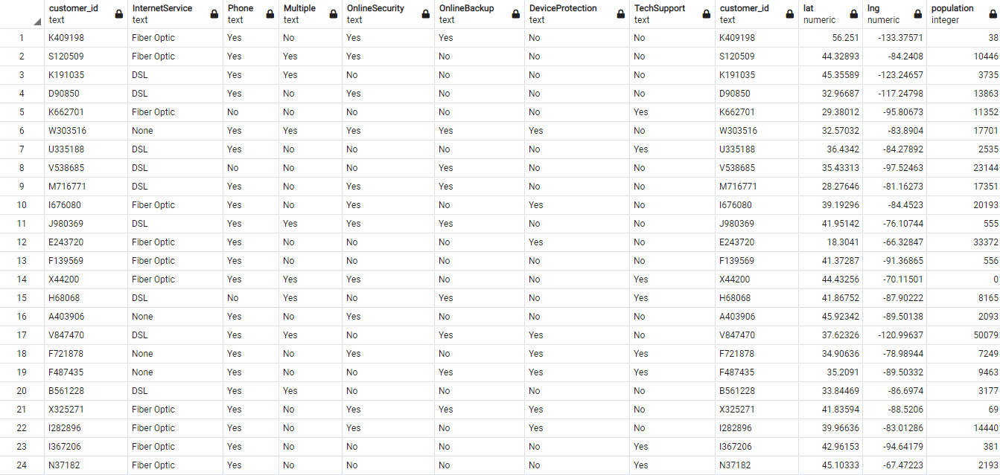 customer_id InternetService Phone Multiple OnlineSecurity OnlineBackup DeviceProtection TechSupport customer_id lat lng population
text text text text text text text text text numeric numeric integer
1 K409198 Fiber Optic Yes No Yes Yes No No K409198 56.251 -133.37571 38
2 S120509 Fiber Optic Yes Yes Yes No No No S120509 44.32893 -84.2408 10446
3 K191035 DSL Yes Yes No No No No K191035 45.35589 -123.24657 3735
4 D90850 DSL Yes No Yes No No No D90850 32.96687 -117.24798 13863
5 K662701 Fiber Optic No No No No No Yes K662701 29.38012 -95.80673 11352
6 W303516 None Yes Yes Yes Yes Yes No W303516 32.57032 -83.8904 17701
7 U335188 DSL Yes No No No No Yes U335188 36.4342 -84.27892 2535
8 V538685 DSL No No No Yes No No V538685 35.43313 -97.52463 23144
9 M716771 DSL Yes No Yes Yes No No M716771 28.27646 -81.16273 17351
10 I676080 Fiber Optic Yes No Yes No Yes No I676080 39.19296 -84.4523 20193
11 J980369 DSL Yes Yes Yes Yes No No J980369 41.95142 -76.10744 555
12 E243720 Fiber Optic Yes No No No Yes No E243720 18.3041 -66.32847 33372
13 F139569 Fiber Optic Yes No No No No No F139569 41.37287 -91.36865 556
14 X44200 Fiber Optic Yes Yes Yes No No Yes X44200 44.43256 -70.11501 0
15 H68068 DSL No Yes No Yes No Yes H68068 41.86752 -87.90222 8165
16 A403906 None Yes No Yes No No No A403906 45.92342 -89.50138 2093
17 V847470 DSL Yes Yes No Yes Yes No V847470 37.62326 -120.99637 50079
18 F721878 None Yes No Yes No Yes Yes F721878 34.90636 -78.98944 7249
19 F487435 None Yes No No Yes Yes Yes F487435 35.2091 -89.50332 9463
20 B561228 DSL Yes Yes No No No No B561228 33.84469 -86.6974 3177
21 X325271 Fiber Optic Yes No Yes Yes Yes No X325271 41.83594 -88.5206 69
22 I282896 Fiber Optic Yes No Yes No Yes No I282896 39.96636 -83.01286 14440
23 I367206 Fiber Optic Yes No No No No Yes I367206 42.96153 -94.64179 381
24 N37182 Fiber Optic Yes No No No No Yes N37182 45.10333 -67.47223 2193